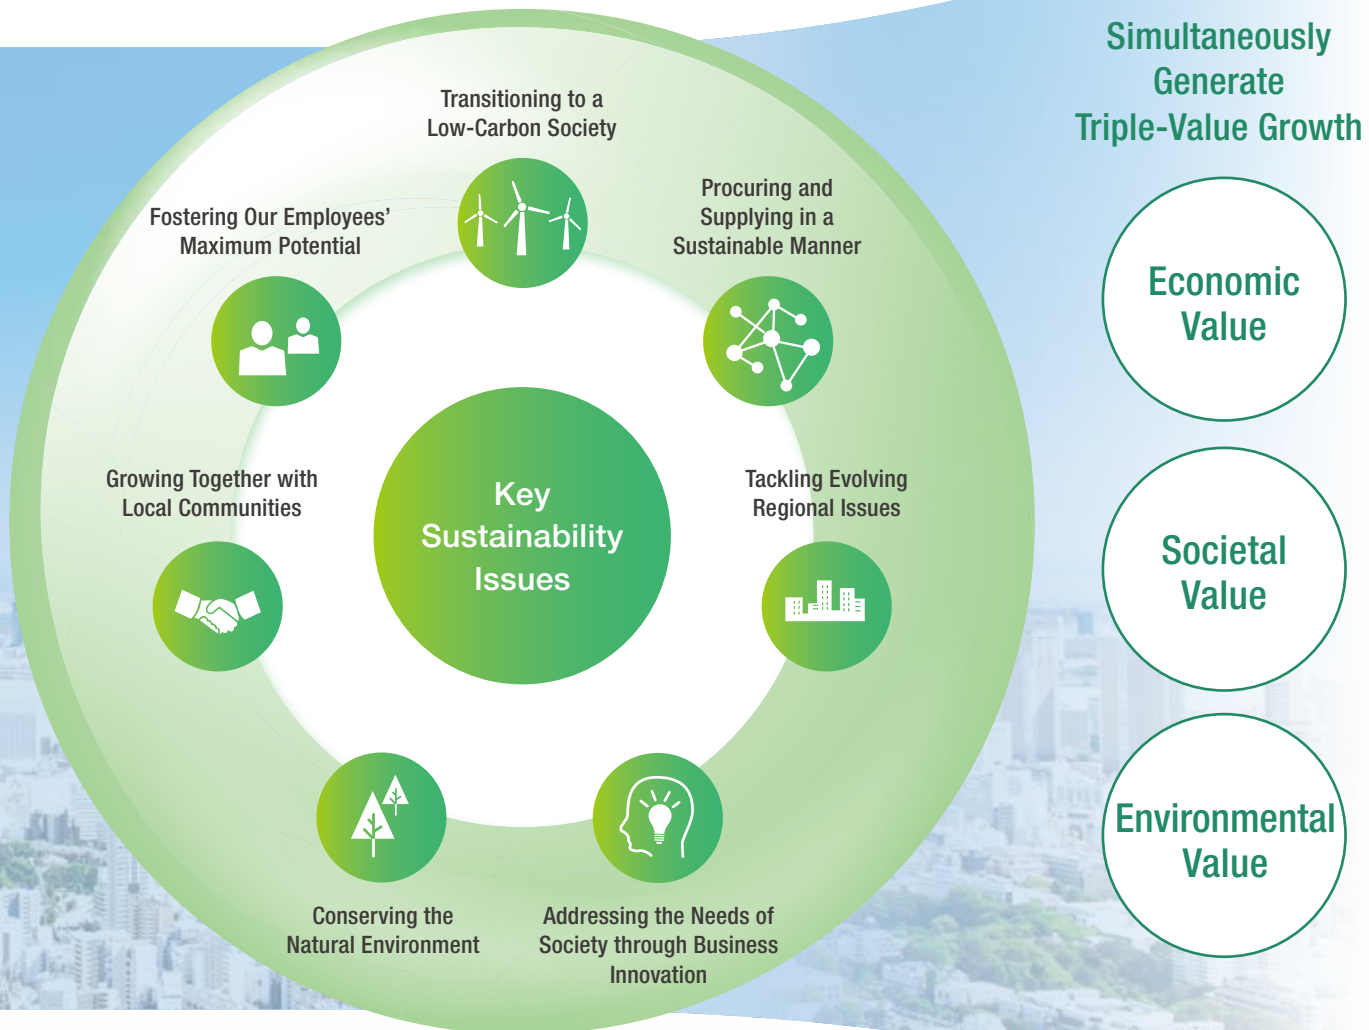 Simultaneously
Generate
Triple-Value Growth
Transitioning to a
Low-Carbon Society
Procuring and
Supplying in a
Sustainable Manner
Fostering Our Employees’
Maximum Potential
Growing Together with
Local Communities
Tackling Evolving
Regional Issues
Key
Sustainability
Issues
Conserving the
Natural Environment
Addressing the Needs of
Society through Business
Innovation
Economic
Value
Societal
Value
Environmental
Value